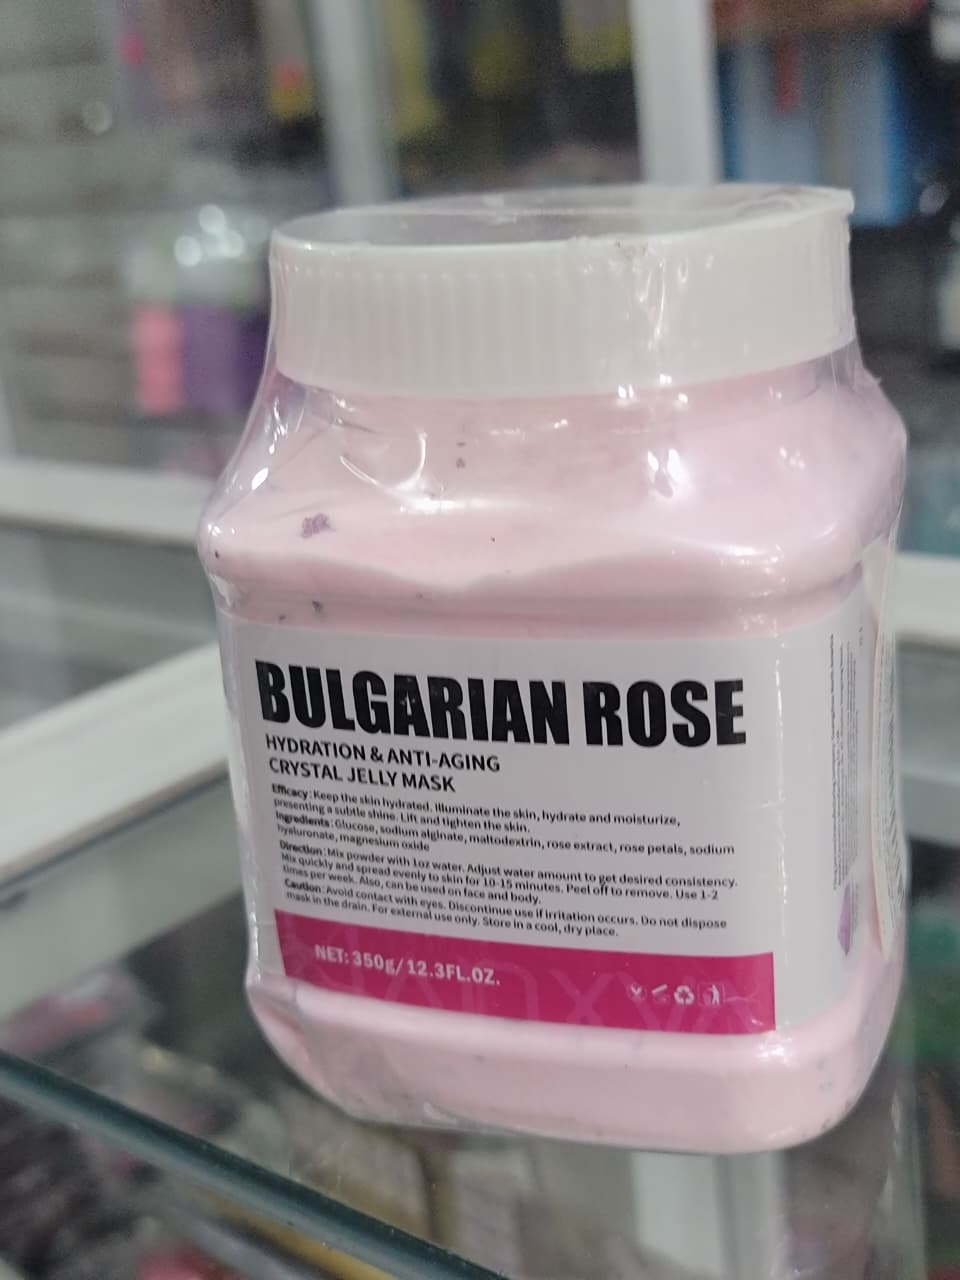 BULGARIAN ROSE
HYDRATION & ANTI-AGING
CRYSTAL JELLY MASK
Efficacy: Keep the skin hydrated. Illuminate the skin, hydrate and moisturize,
presenting a subtle shine. Lift and tighten the skin.
Ingredients: Glucose, sodium alginate, maltodextrin, rose extract, rose petals, sodium
hyaluronate, magnesium oxide
Direction: Mix powder with 1oz water. Adjust water amount to get desired consistency.
Mix quickly and spread evenly to skin for 10-15 minutes. Peel off to remove. Use 1-2
times per week. Also, can be used on face and body.
Caution: Avoid contact with eyes. Discontinue use if irritation occurs. Do not dispose
mask in the drain. For external use only. Store in a cool, dry place.
NET: 350g/12.3FL.OZ.